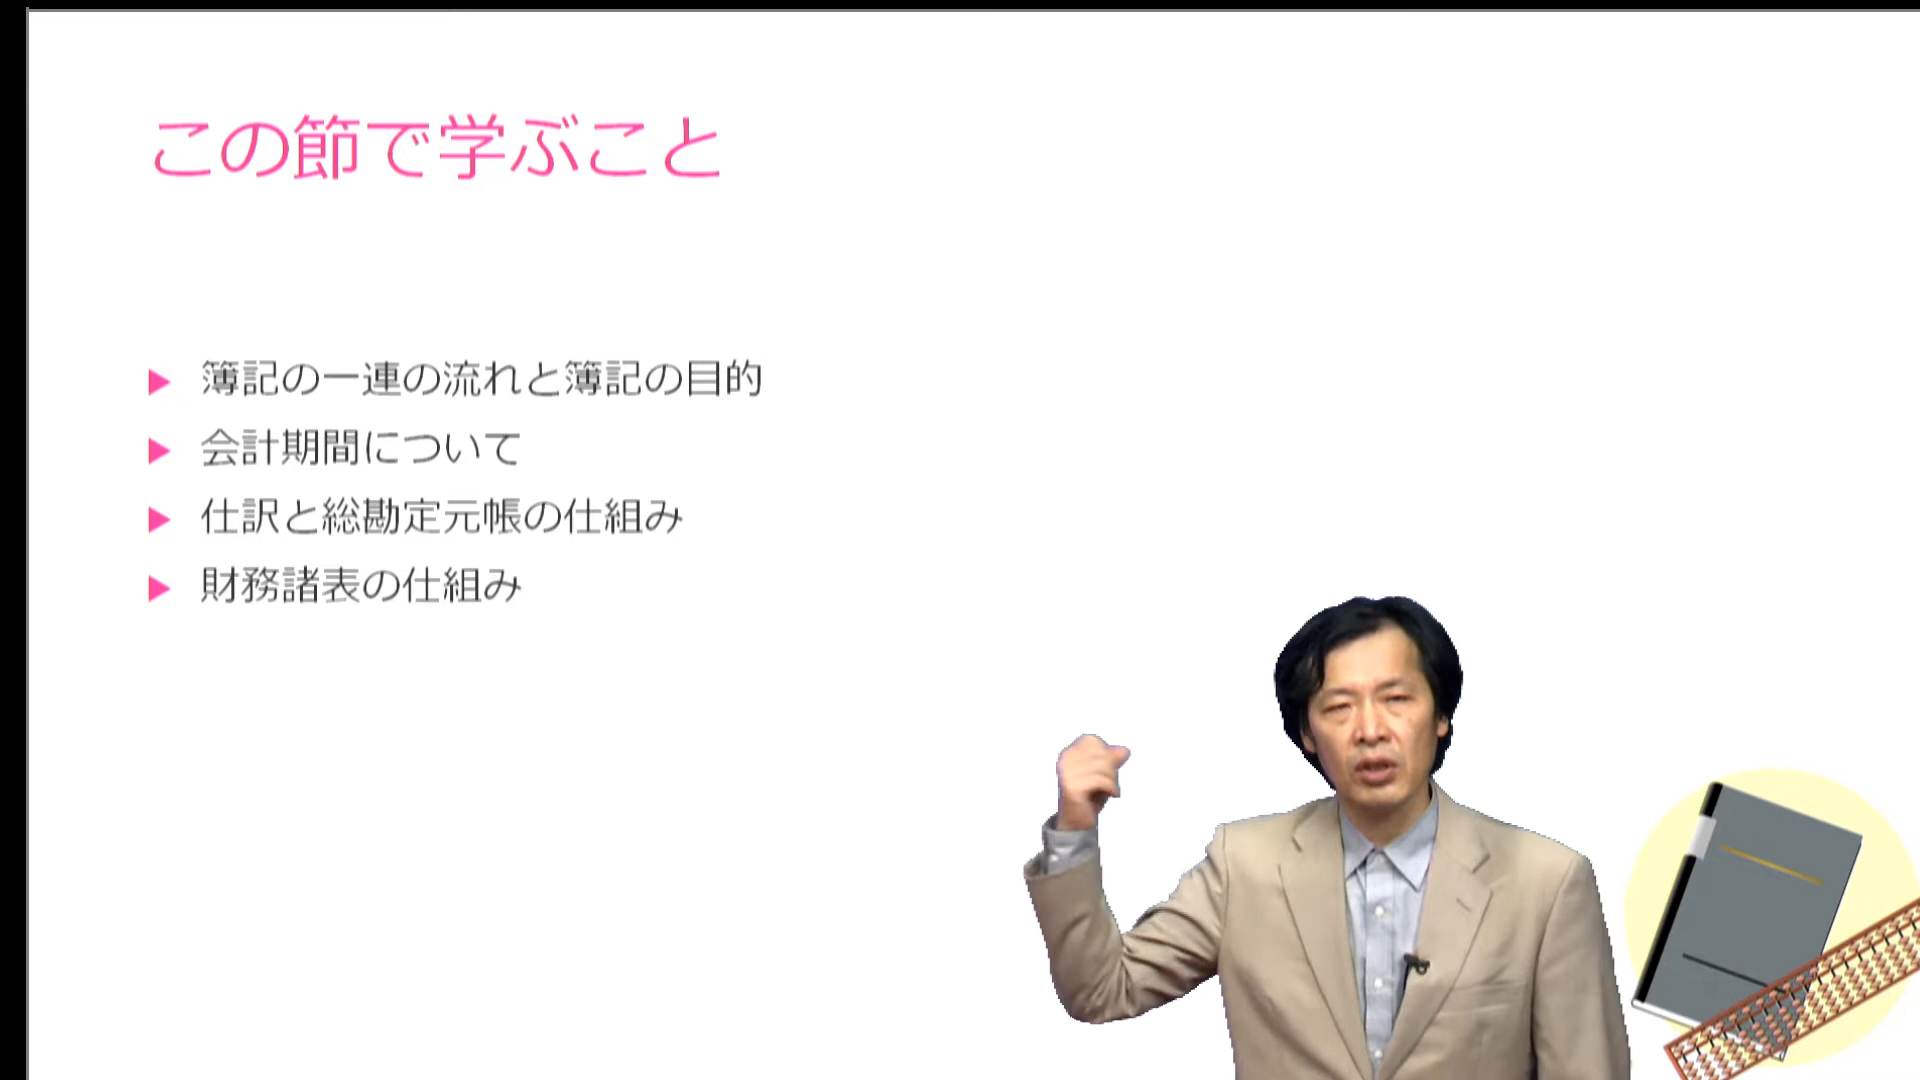 この節で学ぶこと
▶ 簿記の一連の流れと簿記の目的
▶ 会計期間について
▶ 仕訳と総勘定元帳の仕組み
▶ 財務諸表の仕組み